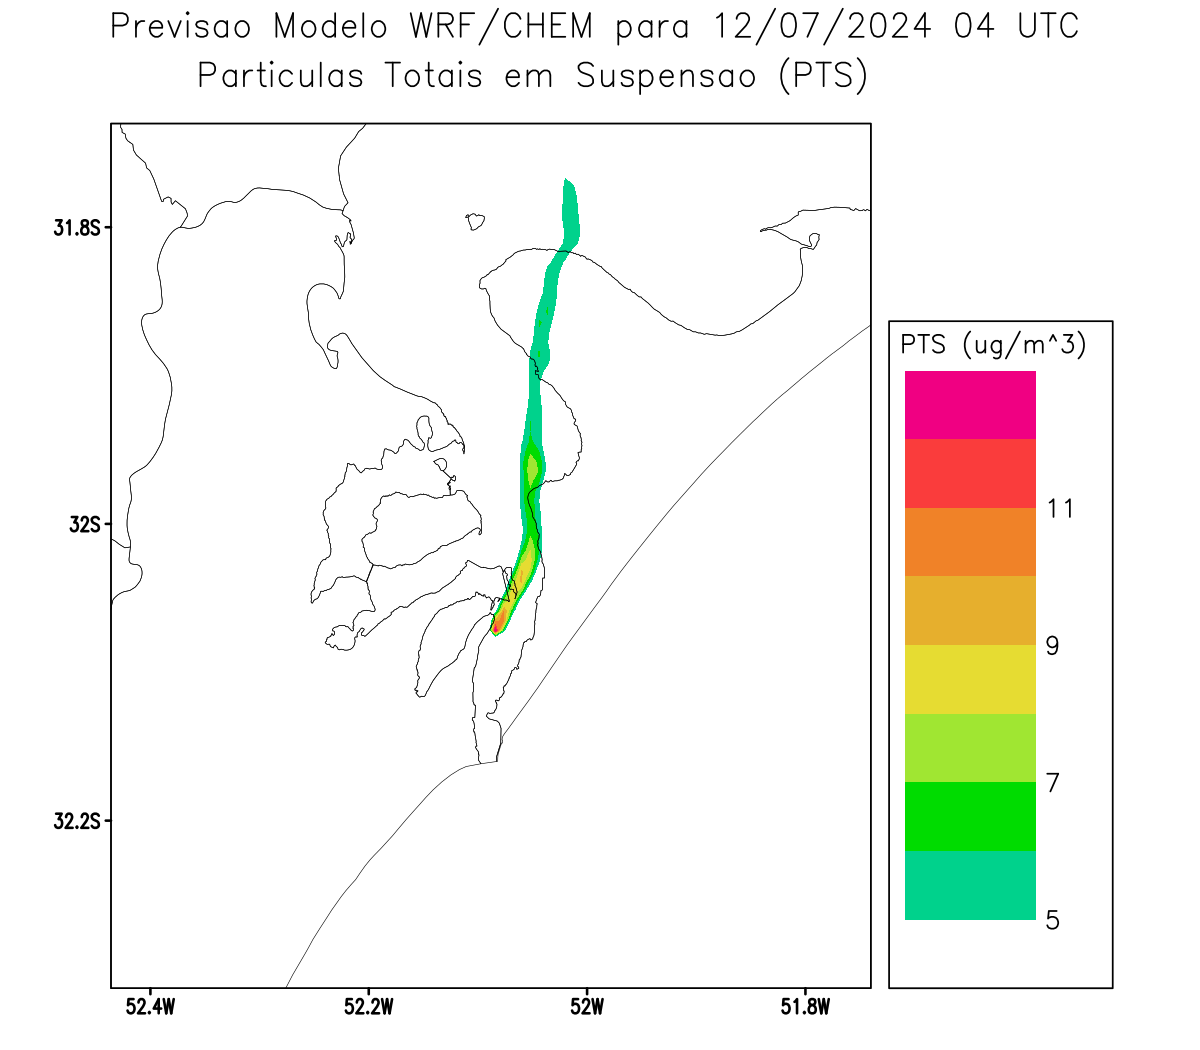 Previsao Modelo WRF/CHEM para 12/07/2024 04 UTC
Particulas Totais em Suspensao (PTS)
31.8S
32S
32.2S
52.4W
52.2W
52W
51.8W
PTS (ug/m^3)
11
9
7
5